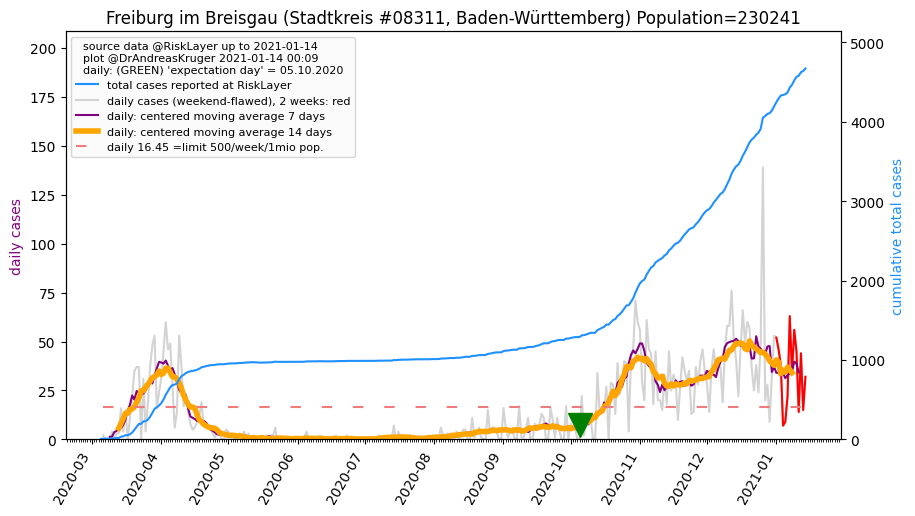 Freiburg im Breisgau (Stadtkreis #08311, Baden-Württemberg) Population=230241
source data @RiskLayer up to 2021-01-14
plot @DrAndreasKruger 2021-01-14 00:09
daily: (GREEN) 'expectation day' = 05.10.2020
total cases reported at RiskLayer
daily cases (weekend-flawed), 2 weeks: red
daily: centered moving average 7 days
daily: centered moving average 14 days
daily 16.45 =limit 500/week/1mio pop.
daily cases
200
175
150
125
100
75
50
25
0
5000
4000
3000
2000
1000
0
cumulative total cases
2020-03
2020-04
2020-05
2020-06
2020-07
2020-08
2020-09
2020-10
2020-11
2020-12
2021-01